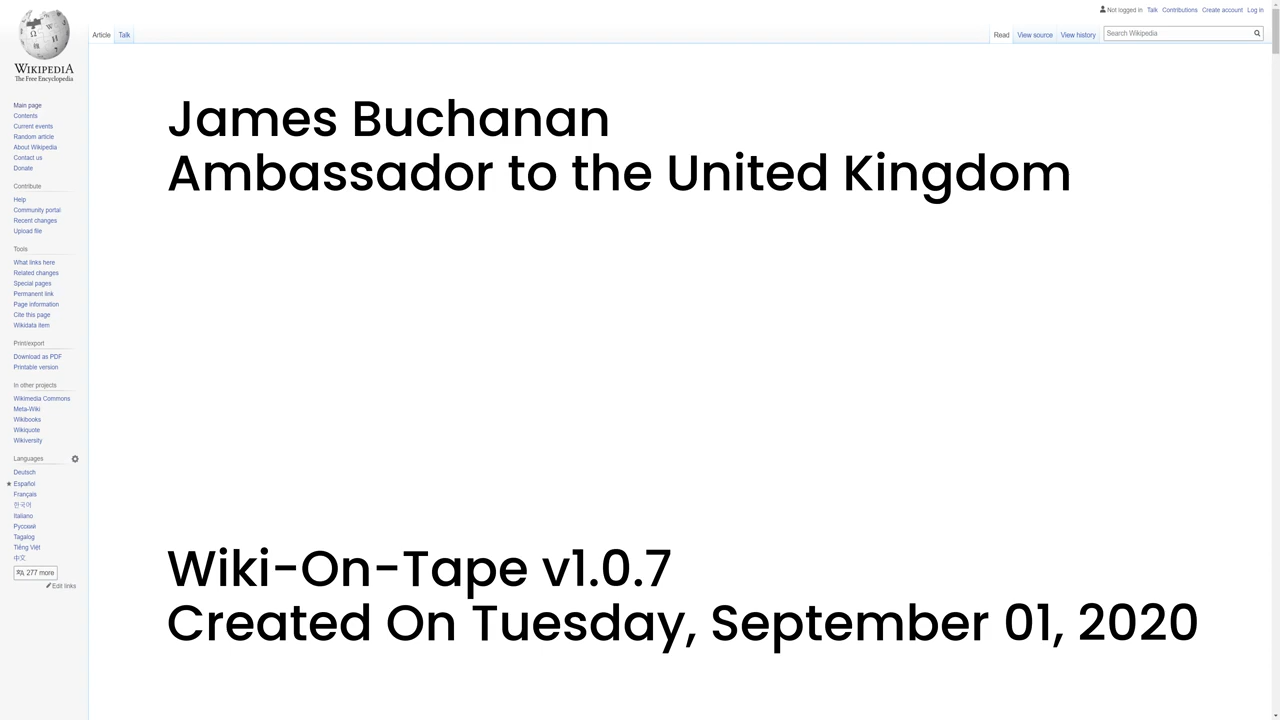 Not logged in Talk Contributions Create account Log in
WIKIPEDIA
The Free Encyclopedia
Article Talk Read View source View history Search Wikipedia
James Buchanan
Ambassador to the United Kingdom
Main page
Contents
Current events
Random article
About Wikipedia
Contact us
Donate
Contribute
Help
Community portal
Recent changes
Upload file
Tools
What links here
Related changes
Special pages
Permanent link
Page information
Cite this page
Wikidata item
Print/export
Download as PDF
Printable version
In other projects
Wikimedia Commons
Meta-Wiki
Wikibooks
Wikiquote
Wikiversity
Languages
Deutsch
Español
Français
한국어
Italiano
Русский
Tagalog
Tiếng Việt
中文
277 more
Edit links
Wiki-On-Tape v1.0.7
Created On Tuesday, September 01, 2020